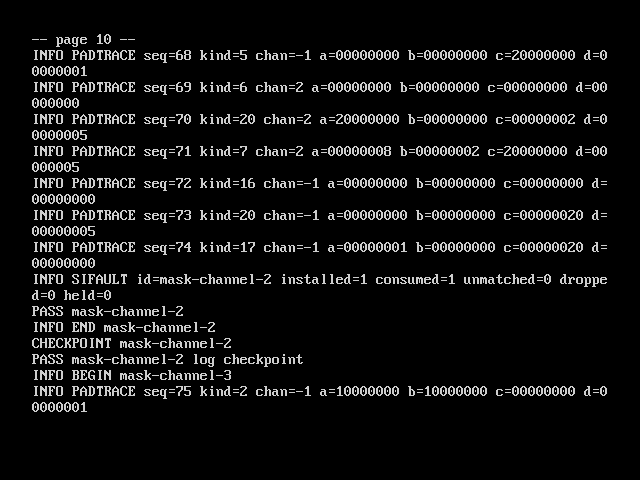 -- page 10 --
INFO PADTRACE seq=68 kind=5 chan=-1 a=00000000 b=00000000 c=20000000 d=0
0000001
INFO PADTRACE seq=69 kind=6 chan=2 a=00000000 b=00000000 c=00000000 d=00
000000
INFO PADTRACE seq=70 kind=20 chan=2 a=20000000 b=00000000 c=00000002 d=0
0000005
INFO PADTRACE seq=71 kind=7 chan=2 a=00000008 b=00000002 c=20000000 d=00
000005
INFO PADTRACE seq=72 kind=16 chan=-1 a=00000000 b=00000000 c=00000000 d=
00000000
INFO PADTRACE seq=73 kind=20 chan=-1 a=00000000 b=00000000 c=00000020 d=
00000005
INFO PADTRACE seq=74 kind=17 chan=-1 a=00000001 b=00000000 c=00000020 d=
00000000
INFO SIFAULT id=mask-channel-2 installed=1 consumed=1 unmatched=0 droppe
d=0 held=0
PASS mask-channel-2
INFO END mask-channel-2
CHECKPOINT mask-channel-2
PASS mask-channel-2 log checkpoint
INFO BEGIN mask-channel-3
INFO PADTRACE seq=75 kind=2 chan=-1 a=10000000 b=10000000 c=00000000 d=0
0000001